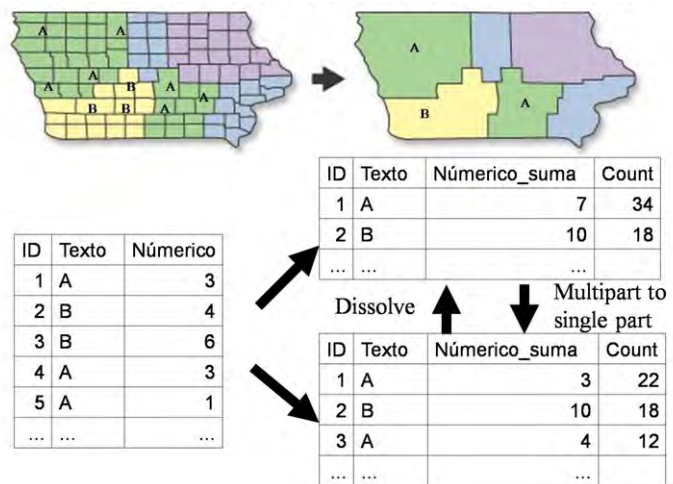 A A A
A A B B B A A
A
B A
ID Texto Númerico_suma Count
1 A 7 34
2 B 10 18
... ... ...
ID Texto Númerico
1 A 3
2 B 4
3 B 6
4 A 3
5 A 1
... ... ...
Dissolve
Multipart to
single part
ID Texto Númerico_suma Count
1 A 3 22
2 B 10 18
3 A 4 12
... ... ...